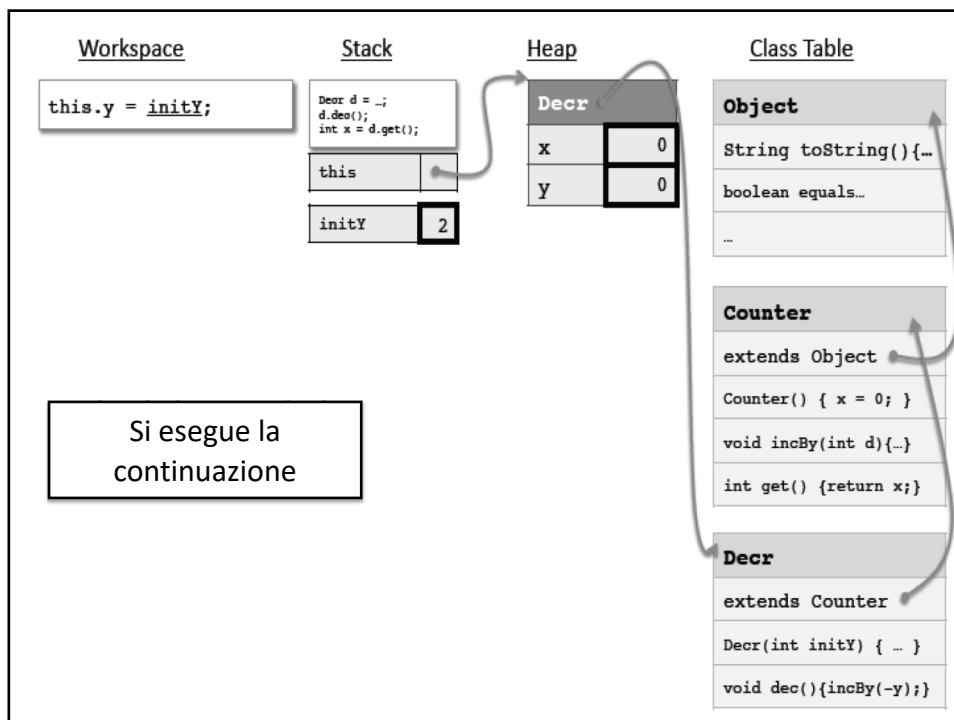 Workspace
Stack
Heap
Class Table
this.y = initY;
Decr d = _;
d.dec();
int x = d.get();
this
initY 2
Decr
x 0
y 0
Object
String toString(){…
boolean equals…
…
Counter
extends Object
Counter() { x = 0; }
void incBy(int d){…}
int get() {return x;}
Decr
extends Counter
Decr(int initY) { … }
void dec(){incBy(-y);}
Si esegue la
continuazione